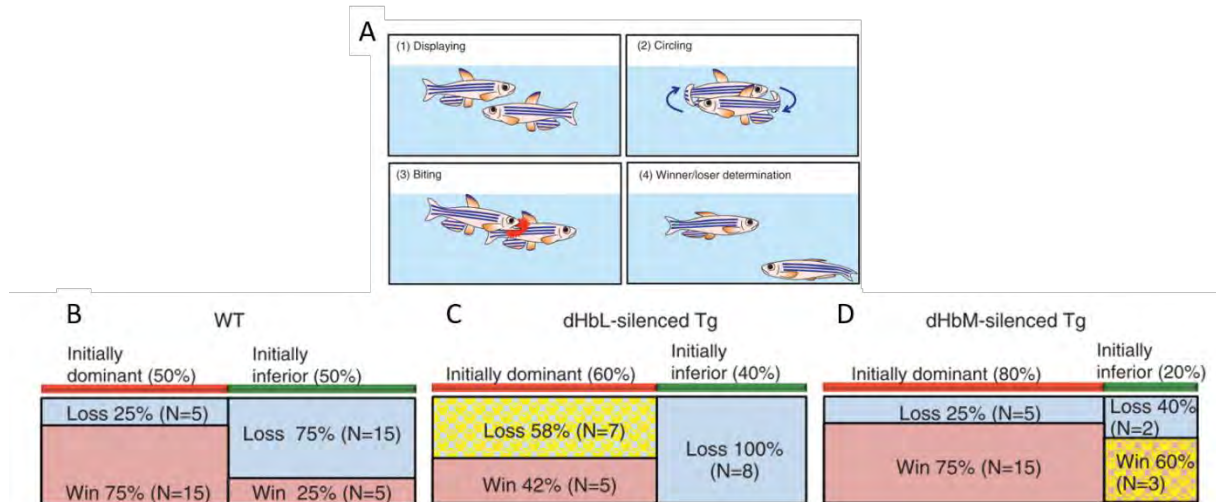 A
(1) Displaying
(2) Circling
(3) Biting
(4) Winner/loser determination
B
WT
Initially
dominant (50%)
Initially
inferior (50%)
Loss 25% (N=5)
Loss 75% (N=15)
Win 75% (N=15)
Win 25% (N=5)
C
dHbL-silenced Tg
Initially dominant (60%)
Initially
inferior (40%)
Loss 58% (N=7)
Loss 100%
(N=8)
Win 42% (N=5)
D
dHbM-silenced Tg
Initially dominant (80%)
Initially
inferior (20%)
Loss 25% (N=5)
Loss 40%
(N=2)
Win 75% (N=15)
Win 60%
(N=3)